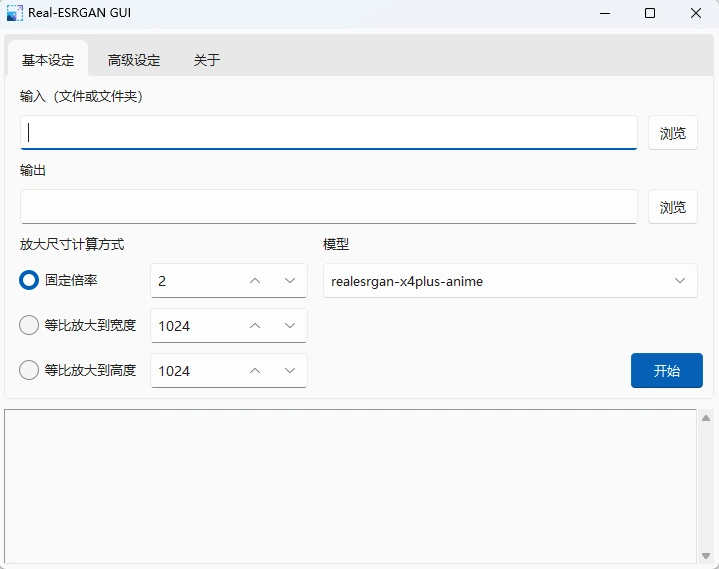 Real-ESRGAN GUI
基本设定 高级设定 关于
输入（文件或文件夹）
浏览
输出
浏览
放大尺寸计算方式 模型
固定倍率 2 realesrgan-x4plus-anime
等比放大到宽度 1024
等比放大到高度 1024 开始